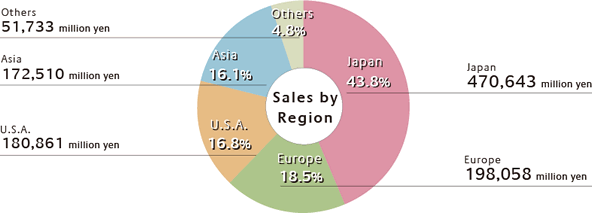 Others
51,733 million yen
Asia
172,510 million yen
U.S.A.
180,861 million yen
Others
4.8%
Asia
16.1%
U.S.A.
16.8%
Europe
18.5%
Japan
43.8%
Sales by
Region
Japan
470,643 million yen
Europe
198,058 million yen